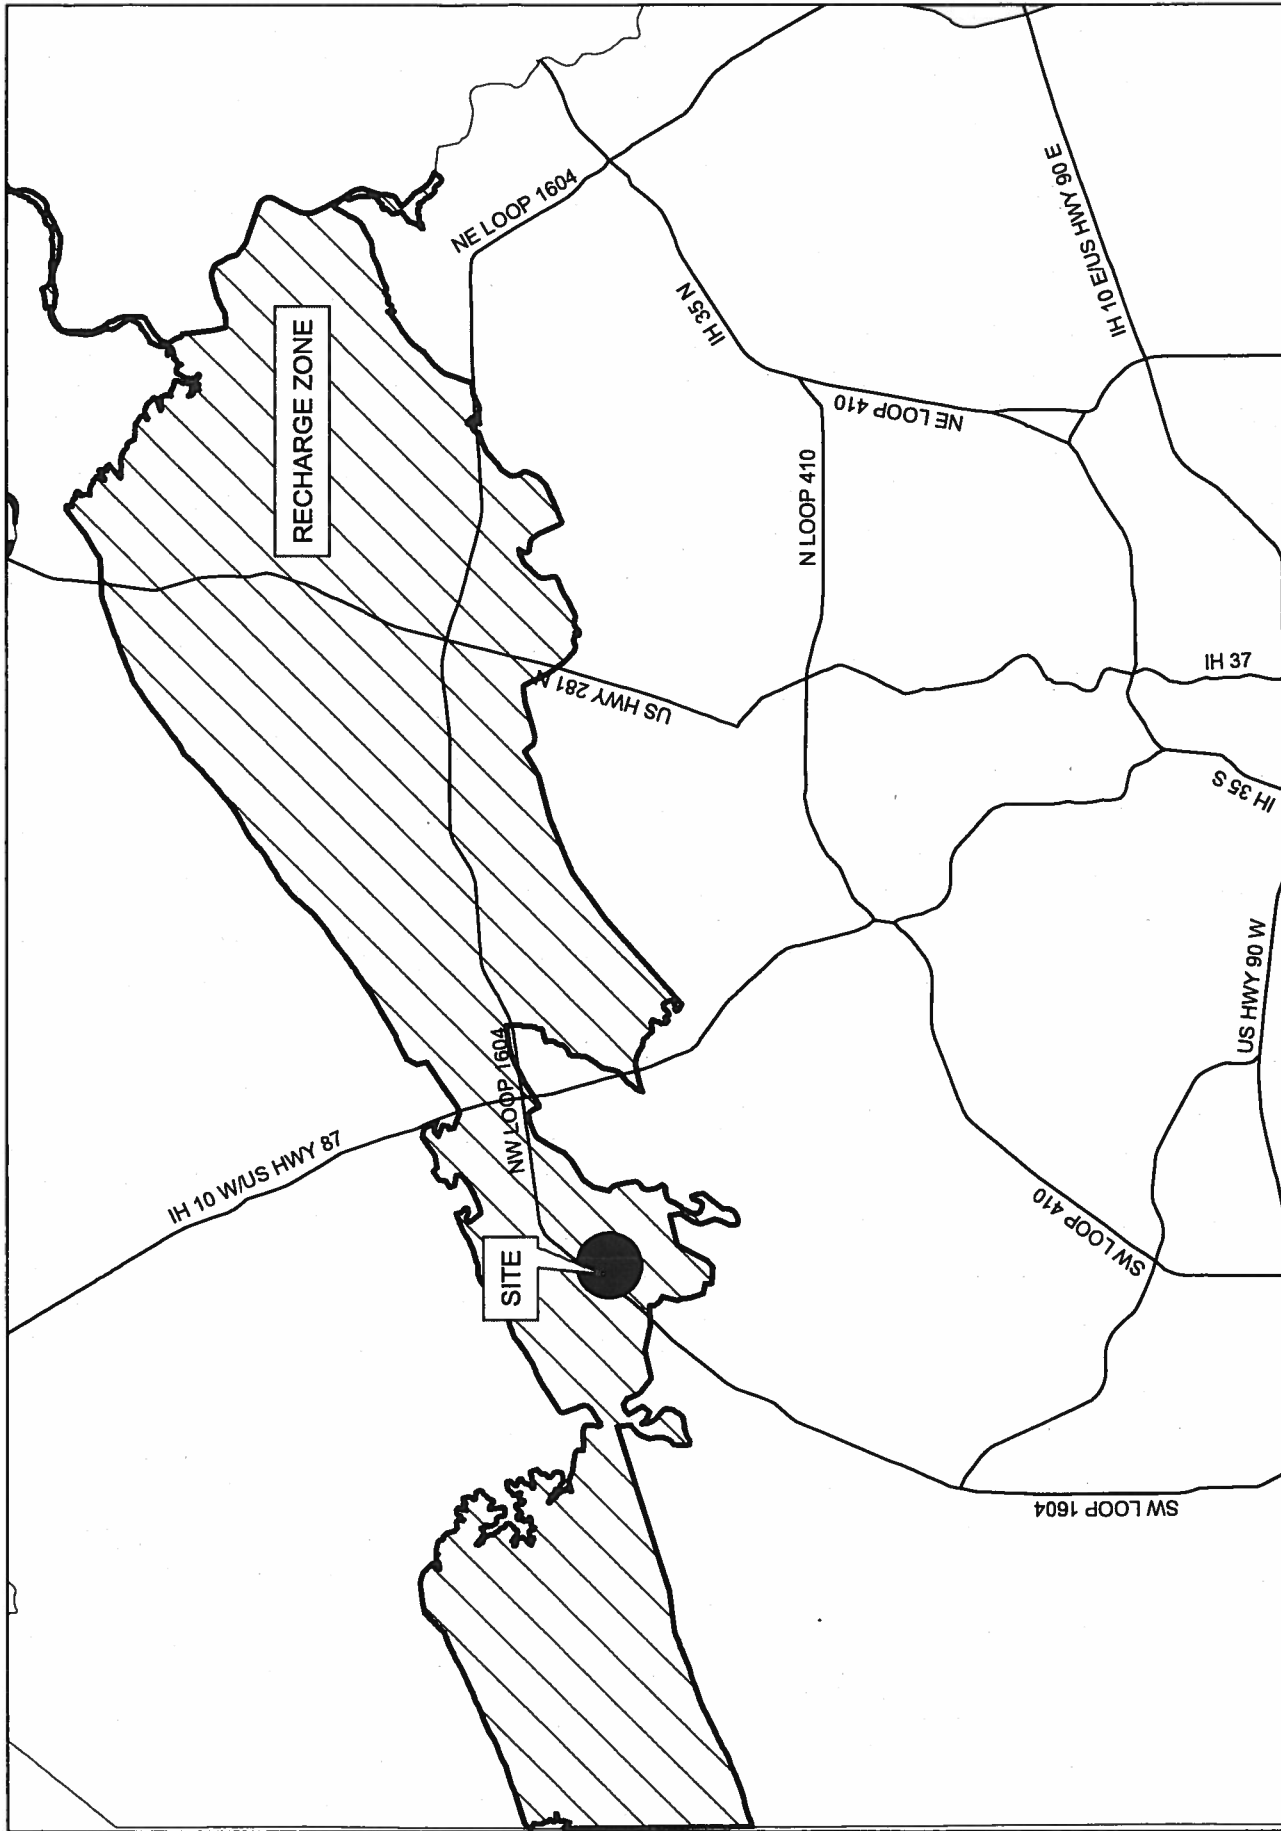 RECHARGE ZONE
NE LOOP 1604
IH 35 N
IH 10 E/US HWY 90 E
NE LOOP 410
N LOOP 410
US HWY 281 N
IH 37
IH 35 S
NW LOOP 1604
IH 10 W/US HWY 87
SITE
US HWY 90 W
SW LOOP 410
SW LOOP 1604